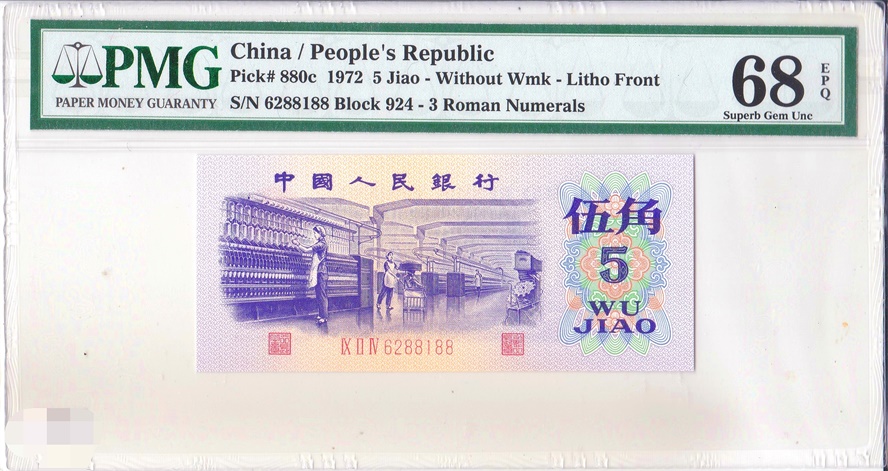 PMG
PAPER MONEY GUARANTY
China / People's Republic
Pick# 880c 1972 5 Jiao - Without Wmk - Litho Front
S/N 6288188 Block 924 - 3 Roman Numerals
68
EPQ
Superb Gem Unc
中國人民銀行
伍角
5
WU
JIAO
IX II IV 6288188